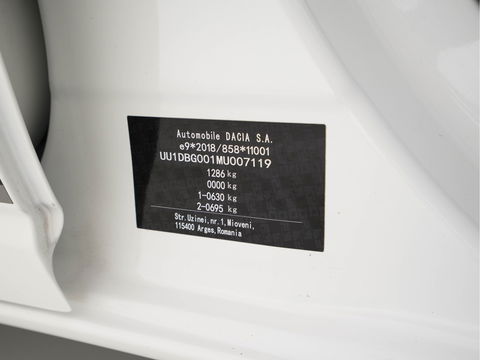 Automobile DACIA S.A.
e9*2018/858*11001
UU1DBG001MU007119
1286 kg
0000 kg
1-0630 kg
2-0695 kg
Str.Uzinei,nr.1,Mioveni,
115400 Arges,Romania